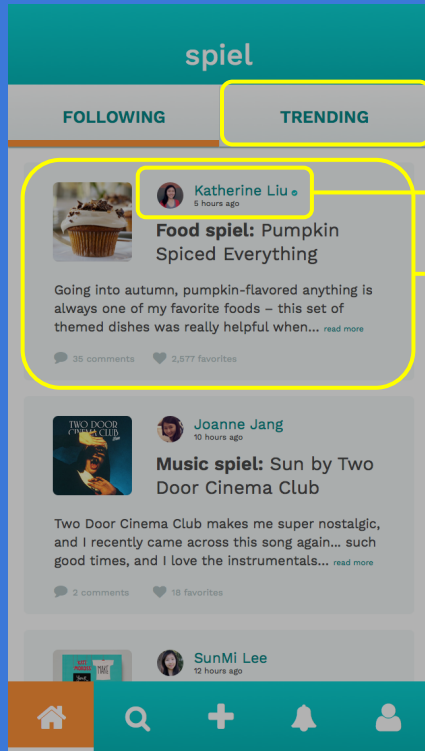 spiel
FOLLOWING TRENDING
Katherine Liu
5 hours ago
Food spiel: Pumpkin
Spiced Everything
Going into autumn, pumpkin-flavored anything is
always one of my favorite foods – this set of
themed dishes was really helpful when... read more
35 comments 2,577 favorites
TWO DOOR
CINEMA CLUB
Joanne Jang
10 hours ago
Music spiel: Sun by Two
Door Cinema Club
Two Door Cinema Club makes me super nostalgic,
and I recently came across this song again... such
good times, and I love the instrumentals... read more
2 comments 18 favorites
SunMi Lee
12 hours ago